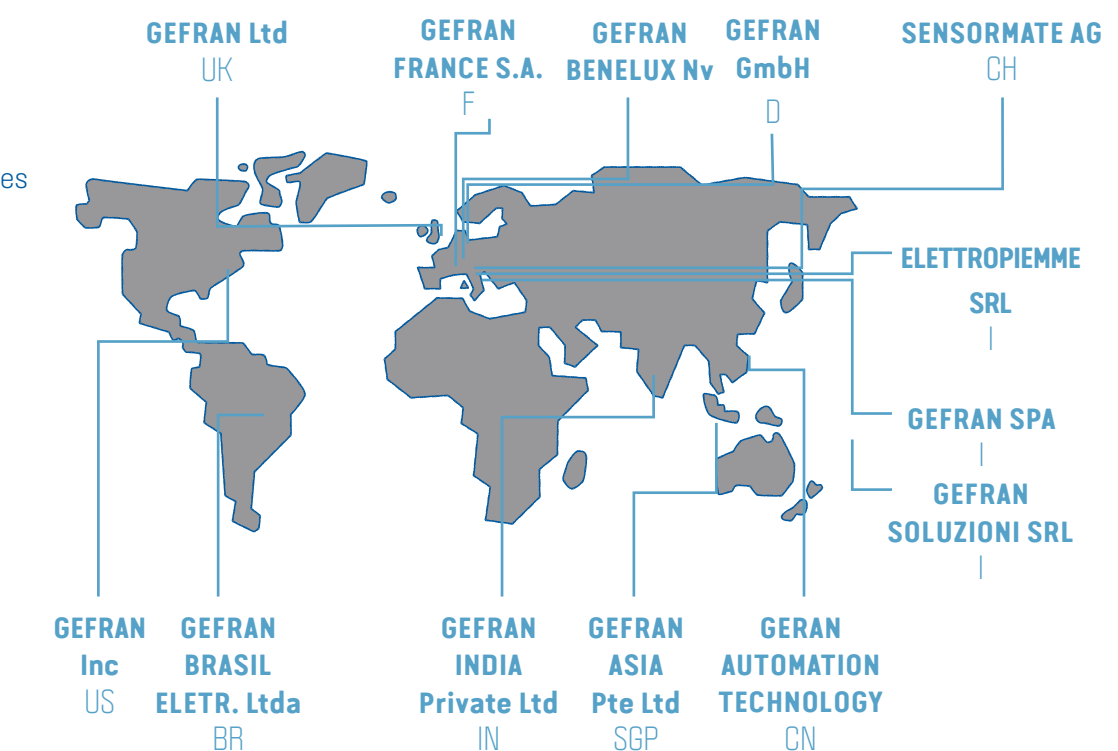 GEFRAN Ltd
UK
GEFRAN
FRANCE S.A.
F
GEFRAN
BENELUX Nv
GEFRAN
GmbH
D
SENSORMATE AG
CH
es
ELETTROPIEMME
SRL
I
GEFRAN SPA
I
GEFRAN
SOLUZIONI SRL
I
GEFRAN
Inc
US
GEFRAN
BRASIL
ELETR. Ltda
BR
GEFRAN
INDIA
Private Ltd
IN
GEFRAN
ASIA
Pte Ltd
SGP
GERAN
AUTOMATION
TECHNOLOGY
CN